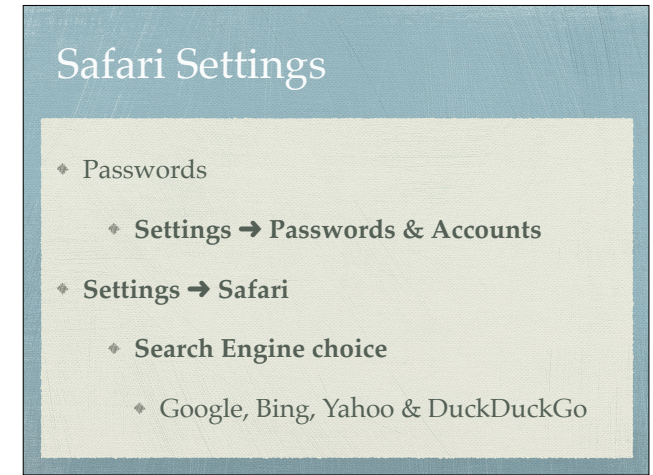 Safari Settings
Passwords
Settings ➜ Passwords & Accounts
Settings ➜ Safari
Search Engine choice
Google, Bing, Yahoo & DuckDuckGo